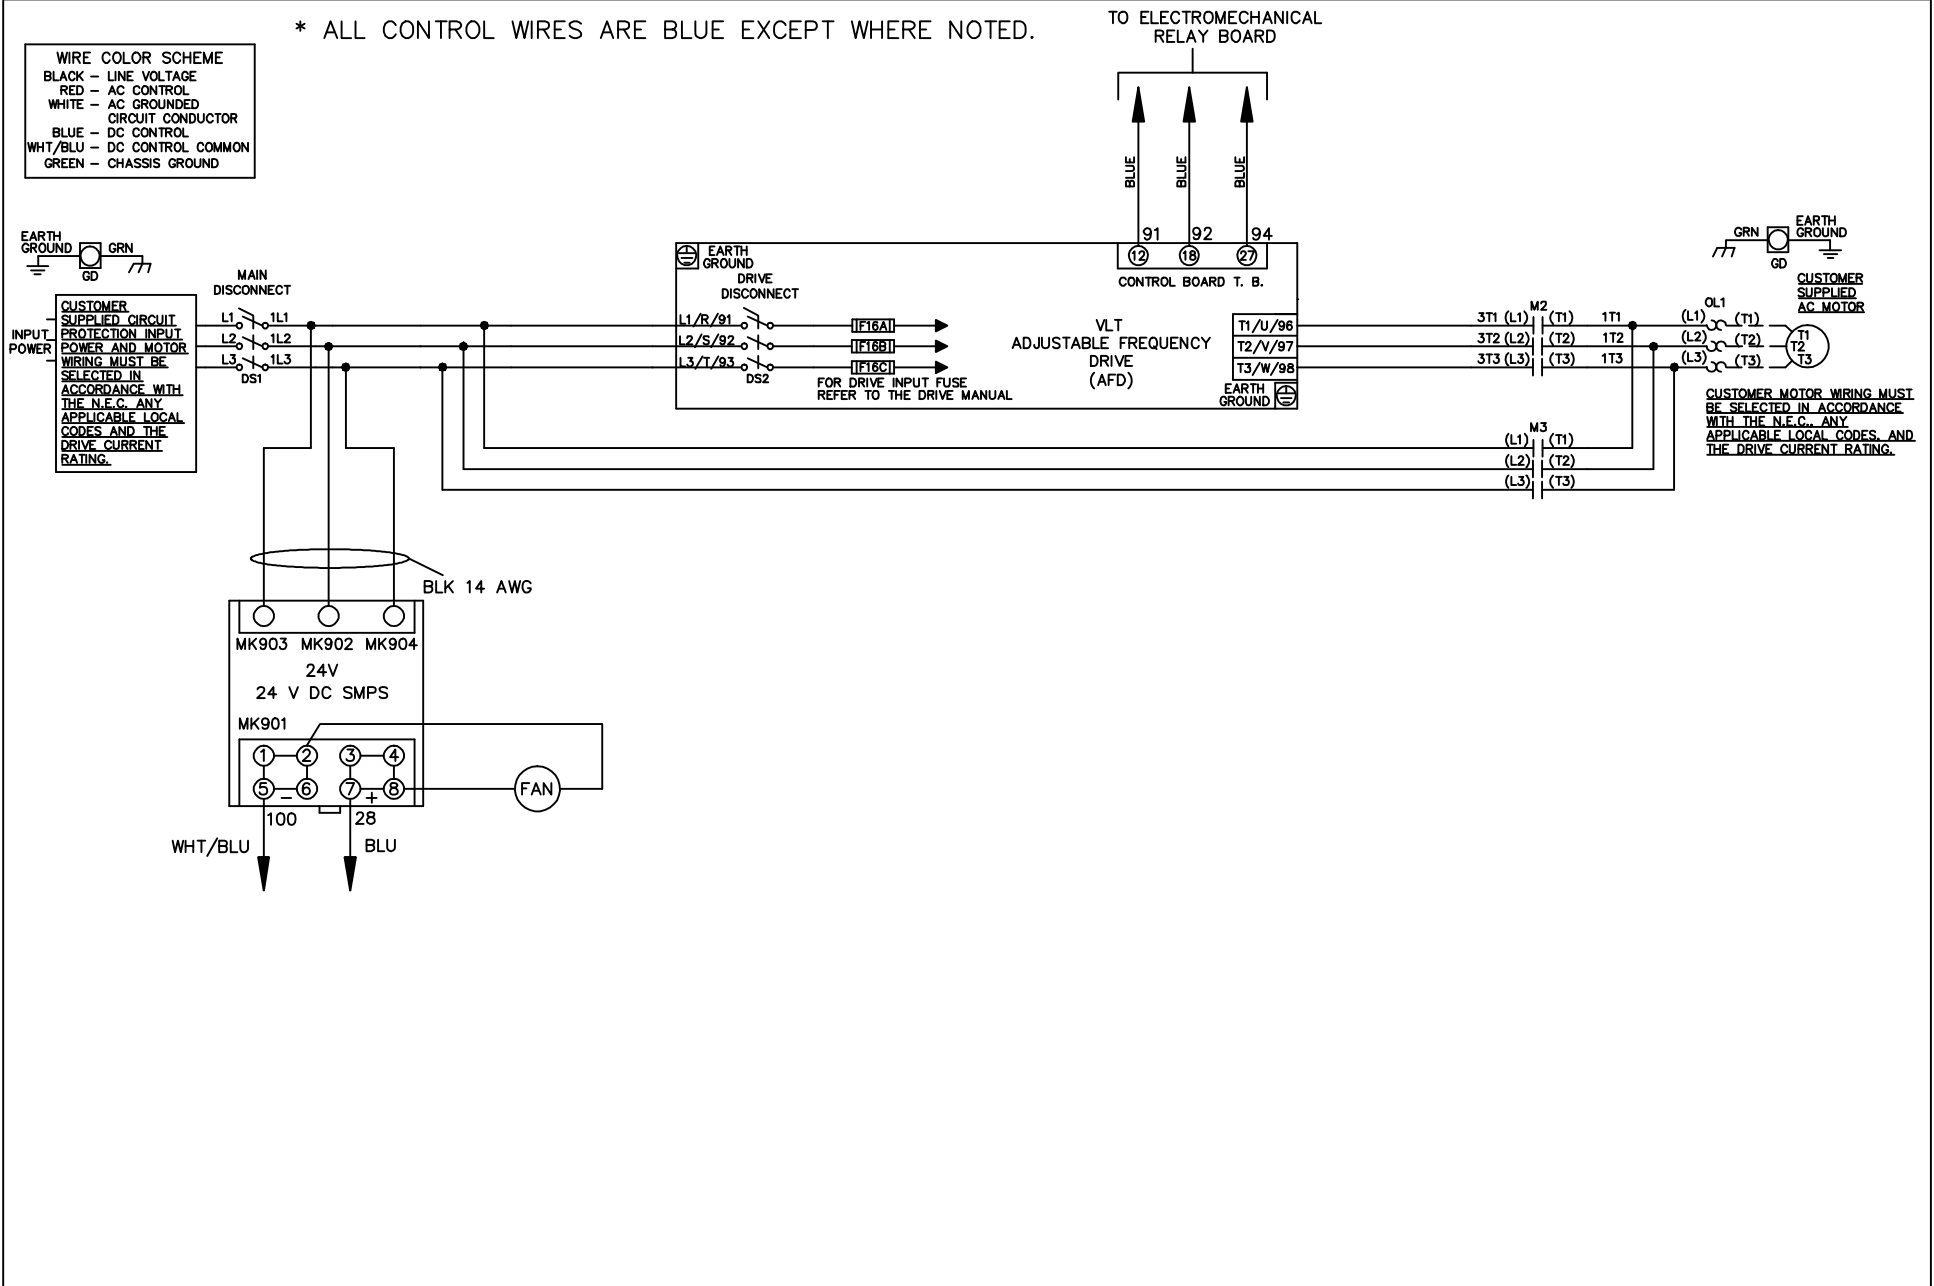 * ALL CONTROL WIRES ARE BLUE EXCEPT WHERE NOTED.
TO ELECTROMECHANICAL
RELAY BOARD
WIRE COLOR SCHEME
BLACK – LINE VOLTAGE
RED – AC CONTROL
WHITE – AC GROUNDED
CIRCUIT CONDUCTOR
BLUE – DC CONTROL
WHT/BLU – DC CONTROL COMMON
GREEN – CHASSIS GROUND
BLUE
BLUE
BLUE
91
92
94
12
18
27
CONTROL BOARD T. B.
EARTH
GROUND
GRN
GD
MAIN
DISCONNECT
INPUT
POWER
CUSTOMER
SUPPLIED CIRCUIT
PROTECTION INPUT
POWER AND MOTOR
WIRING MUST BE
SELECTED IN
ACCORDANCE WITH
THE N.E.C. ANY
APPLICABLE LOCAL
CODES AND THE
DRIVE CURRENT
RATING.
L1
1L1
L2
1L2
L3
1L3
DS1
EARTH
GROUND
DRIVE
DISCONNECT
L1/R/91
L2/S/92
L3/T/93
DS2
F16A
F16B
F16C
FOR DRIVE INPUT FUSE
REFER TO THE DRIVE MANUAL
VLT
ADJUSTABLE FREQUENCY
DRIVE
(AFD)
T1/U/96
T2/V/97
T3/W/98
EARTH
GROUND
M2
3T1 (L1) (T1) 1T1
3T2 (L2) (T2) 1T2
3T3 (L3) (T3) 1T3
M3
(L1) (T1)
(L2) (T2)
(L3) (T3)
OL1
(L1) (T1)
(L2) (T2)
(L3) (T3)
T1
T2
T3
GRN
GD
EARTH
GROUND
CUSTOMER
SUPPLIED
AC MOTOR
CUSTOMER MOTOR WIRING MUST
BE SELECTED IN ACCORDANCE
WITH THE N.E.C.. ANY
APPLICABLE LOCAL CODES, AND
THE DRIVE CURRENT RATING.
BLK 14 AWG
MK903 MK902 MK904
24V
24 V DC SMPS
MK901
1 2 3 4
5 – 6 7 + 8
FAN
100
28
WHT/BLU
BLU